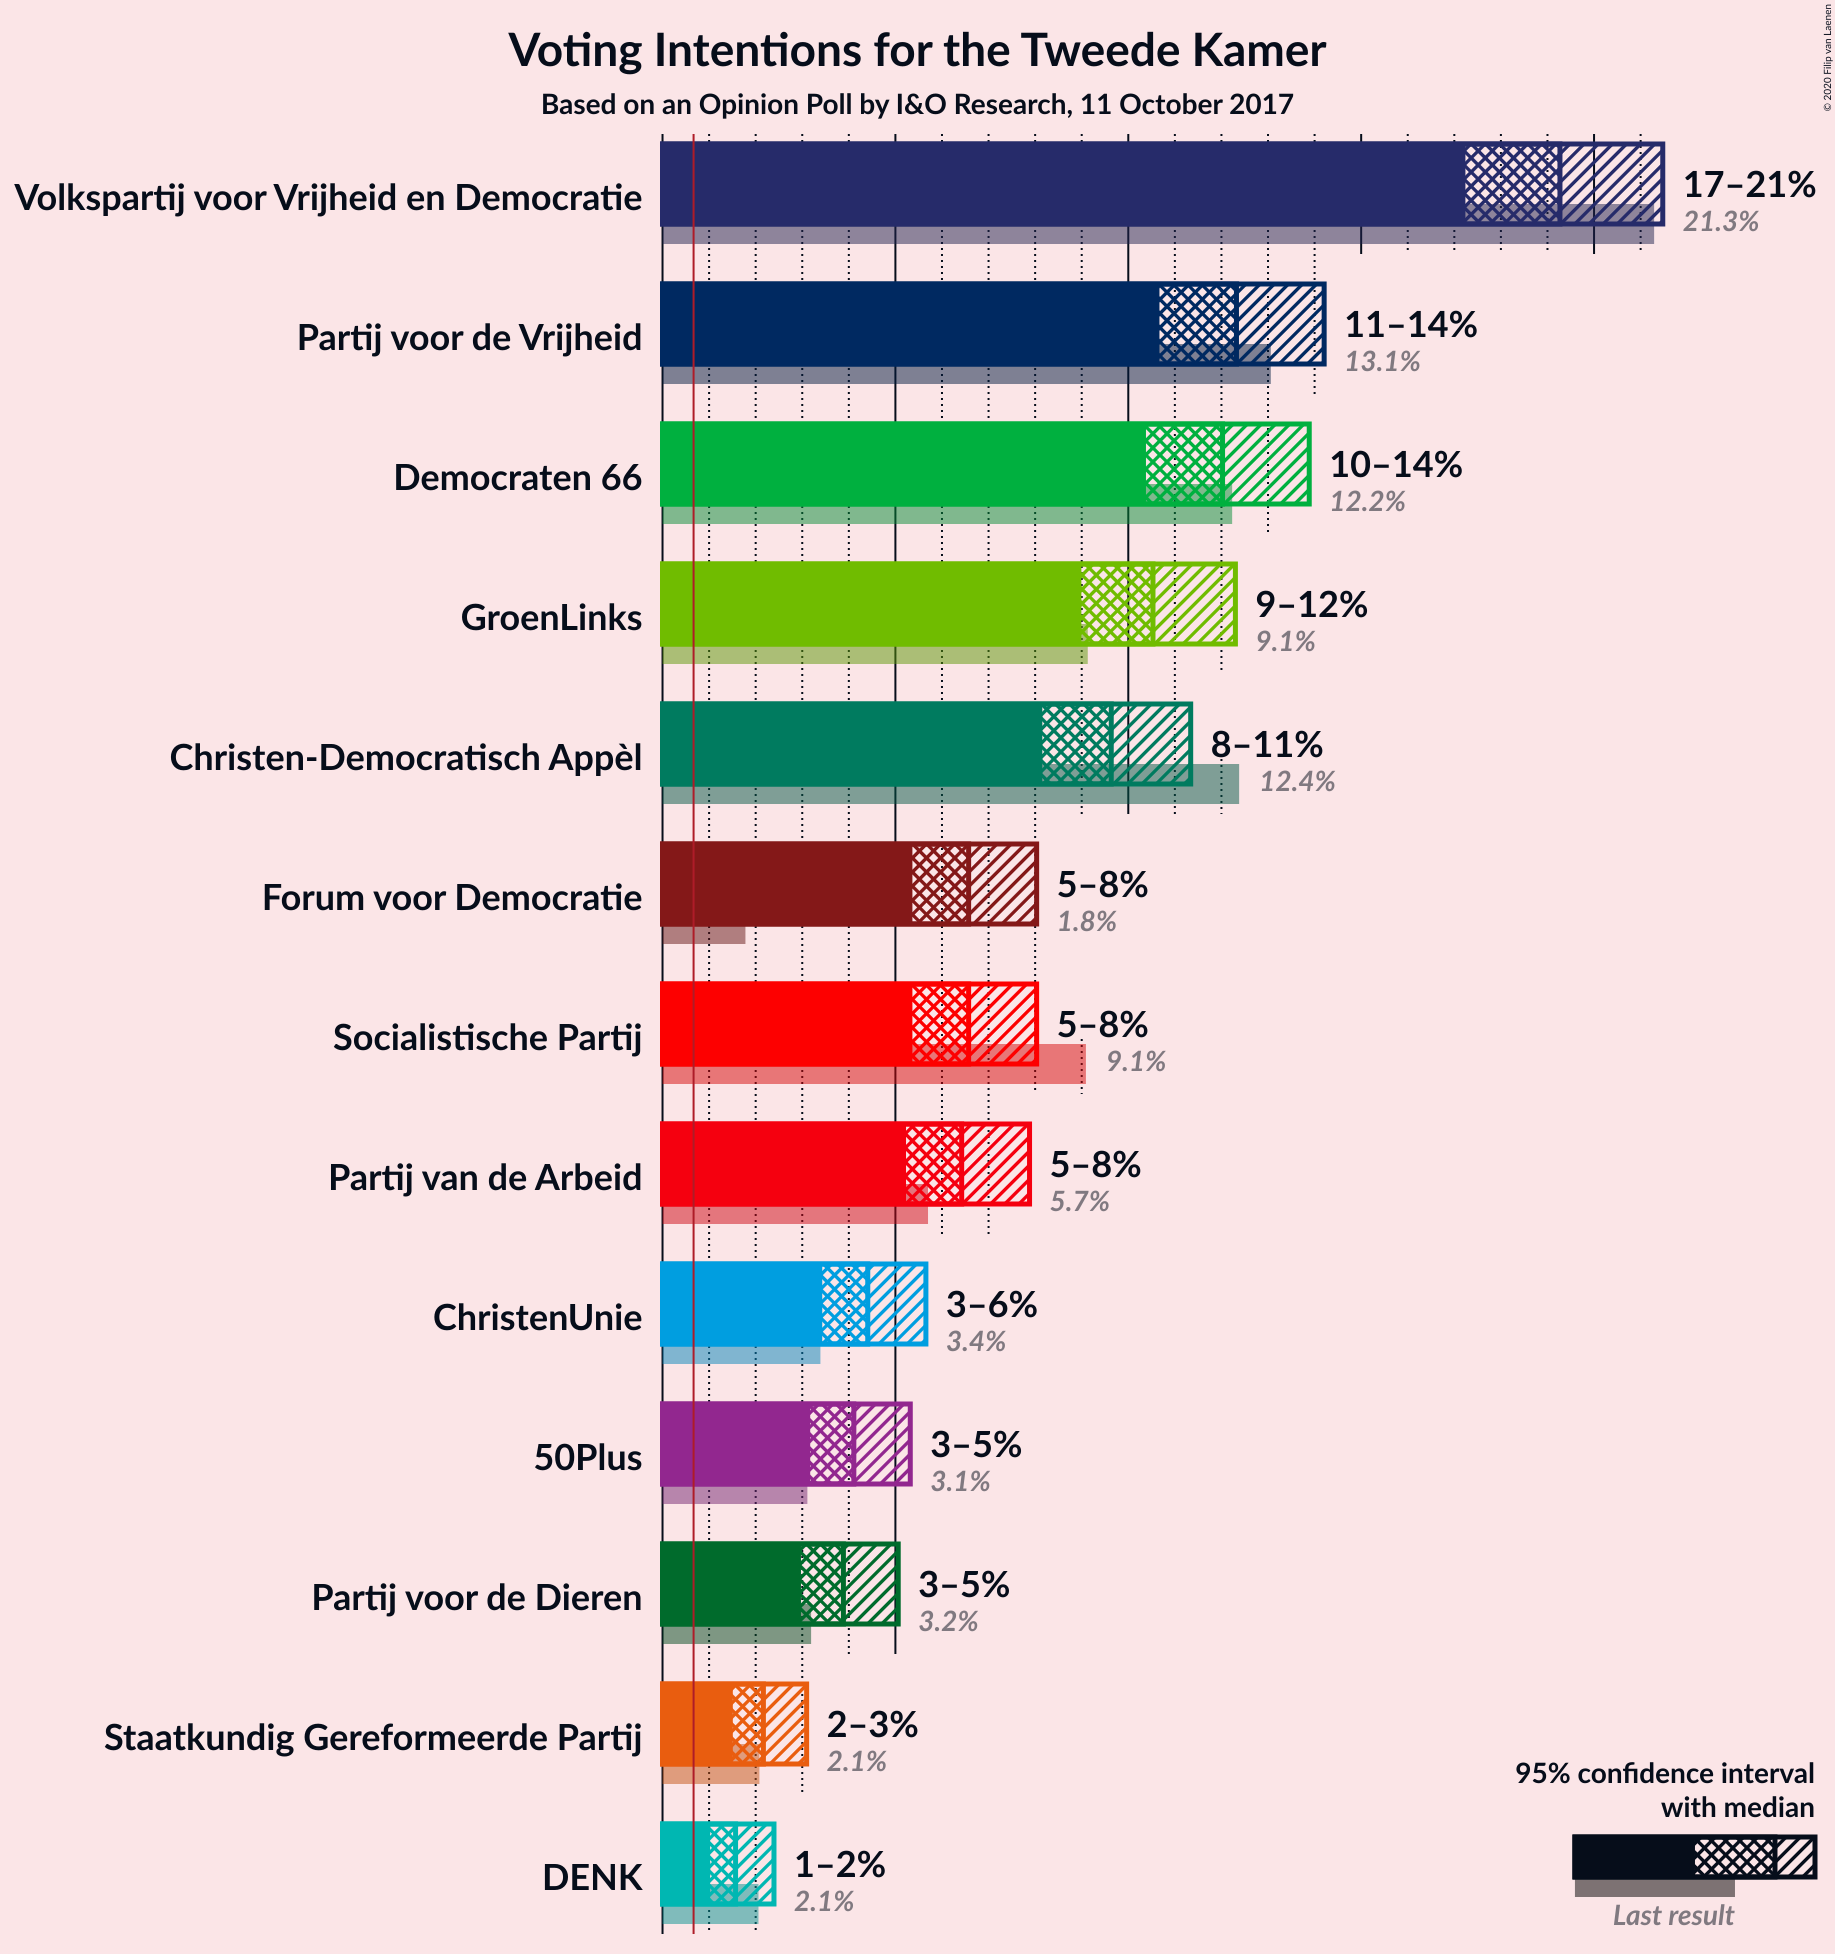 Voting Intentions for the Tweede Kamer
Based on an Opinion Poll by I&O Research, 11 October 2017
© 2020 Filip van Laenen
Volkspartij voor Vrijheid en Democratie
17–21%
21.3%
Partij voor de Vrijheid
11–14%
13.1%
Democraten 66
10–14%
12.2%
GroenLinks
9–12%
9.1%
Christen-Democratisch Appèl
8–11%
12.4%
Forum voor Democratie
5–8%
1.8%
Socialistische Partij
5–8%
9.1%
Partij van de Arbeid
5–8%
5.7%
ChristenUnie
3–6%
3.4%
50Plus
3–5%
3.1%
Partij voor de Dieren
3–5%
3.2%
Staatkundig Gereformeerde Partij
2–3%
2.1%
DENK
1–2%
2.1%
95% confidence interval
with median
Last result